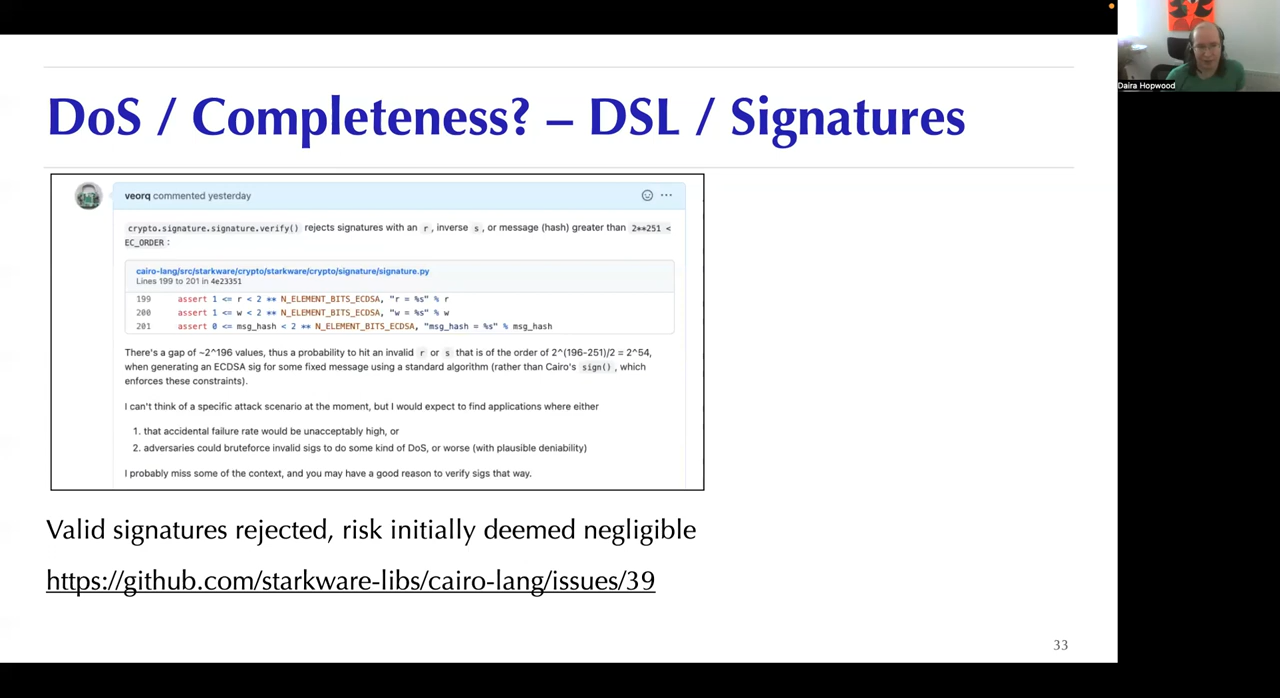 Daira Hopwood
DoS / Completeness? – DSL / Signatures
veorq commented yesterday
crypto.signature.signature.verify() rejects signatures with an r, inverse s, or message (hash) greater than 2**251 <
EC_ORDER :
cairo-lang/src/starkware/crypto/starkware/crypto/signature/signature.py
Lines 199 to 201 in 4e23351
199 assert 1 <= r < 2 ** N_ELEMENT_BITS_ECDSA, "r = %s" % r
200 assert 1 <= w < 2 ** N_ELEMENT_BITS_ECDSA, "w = %s" % w
201 assert 0 <= msg_hash < 2 ** N_ELEMENT_BITS_ECDSA, "msg_hash = %s" % msg_hash
There's a gap of ~2^196 values, thus a probability to hit an invalid r or s that is of the order of 2^(196-251)/2 = 2^54,
when generating an ECDSA sig for some fixed message using a standard algorithm (rather than Cairo's sign(), which
enforces these constraints).
I can't think of a specific attack scenario at the moment, but I would expect to find applications where either
1. that accidental failure rate would be unacceptably high, or
2. adversaries could bruteforce invalid sigs to do some kind of DoS, or worse (with plausible deniability)
I probably miss some of the context, and you may have a good reason to verify sigs that way.
Valid signatures rejected, risk initially deemed negligible
https://github.com/starkware-libs/cairo-lang/issues/39
33